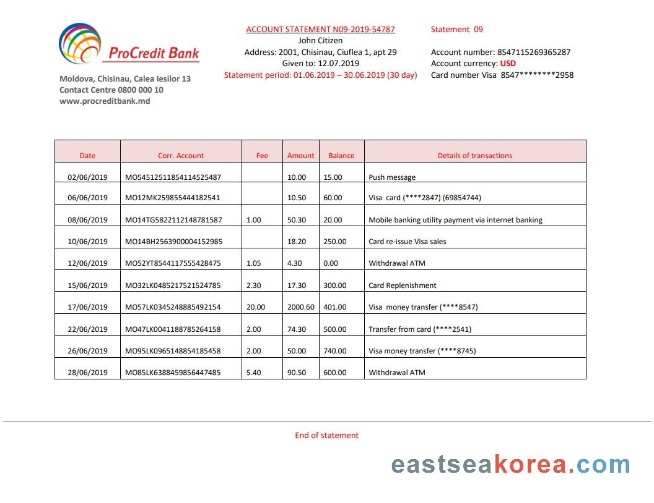 ProCredit Bank
Moldova, Chisinau, Calea Iesilor 13
Contact Centre 0800 000 10
www.procreditbank.md
ACCOUNT STATEMENT N09-2019-54787
John Citizen
Address: 2001, Chisinau, Ciuflea 1, apt 29
Given to: 12.07.2019
Statement period: 01.06.2019 – 30.06.2019 (30 day)
Statement 09
Account number: 8547115269365287
Account currency: USD
Card number Visa 8547********2958
Date Corr. Account Fee Amount Balance Details of transactions
02/06/2019 MO54512511854114525487 10.00 15.00 Push message
06/06/2019 MO12MK259855444182541 10.50 60.00 Visa card (****2847) (69854744)
08/06/2019 MO14TG5822112148781587 1.00 50.30 20.00 Mobile banking utility payment via internet banking
10/06/2019 MO14BH2563900004152985 18.20 250.00 Card re-issue Visa sales
12/06/2019 MO52YT8544117555428475 1.05 4.30 0.00 Withdrawal ATM
15/06/2019 MO32LK0485217521524785 2.30 17.30 300.00 Card Replenishment
17/06/2019 MO57LK0345248885492154 20.00 2000.60 401.00 Visa money transfer (****8547)
22/06/2019 MO47LK0041188785264158 2.00 74.30 500.00 Transfer from card (****2541)
26/06/2019 MO95LK0965148854185458 2.00 50.00 740.00 Visa money transfer (****8745)
28/06/2019 MO85LK6388459856447485 5.40 90.50 600.00 Withdrawal ATM
End of statement
eastseakorea.com